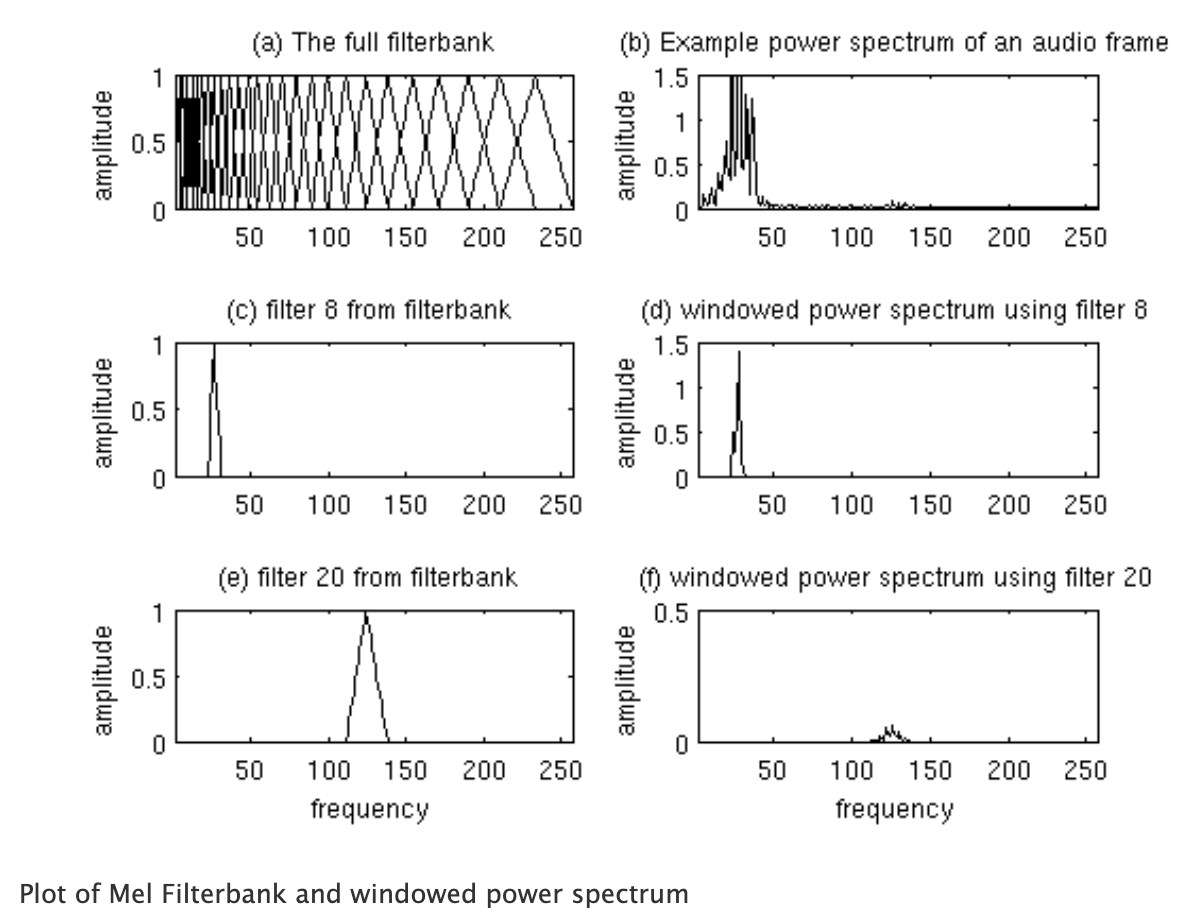 (a) The full filterbank
(b) Example power spectrum of an audio frame
amplitude
1
0.5
0
50 100 150 200 250
amplitude
1.5
1
0.5
0
50 100 150 200 250
(c) filter 8 from filterbank
(d) windowed power spectrum using filter 8
amplitude
1
0.5
0
50 100 150 200 250
amplitude
1.5
1
0.5
0
50 100 150 200 250
(e) filter 20 from filterbank
(f) windowed power spectrum using filter 20
amplitude
1
0.5
0
50 100 150 200 250
frequency
amplitude
0.5
0
50 100 150 200 250
frequency
Plot of Mel Filterbank and windowed power spectrum